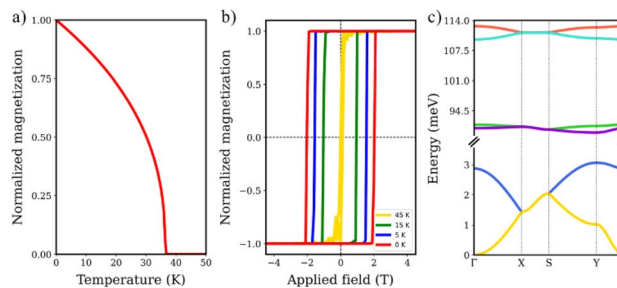 a)
1.00
0.75
0.50
0.25
0.00
Normalized magnetization
0 10 20 30 40 50
Temperature (K)
b)
1.0
0.5
0.0
−0.5
−1.0
Normalized magnetization
45 K
15 K
5 K
0 K
−4 −2 0 2 4
Applied field (T)
c)
114.0
107.5
101.0
94.5
3
2
1
0
Energy (meV)
Γ X S Y Γ